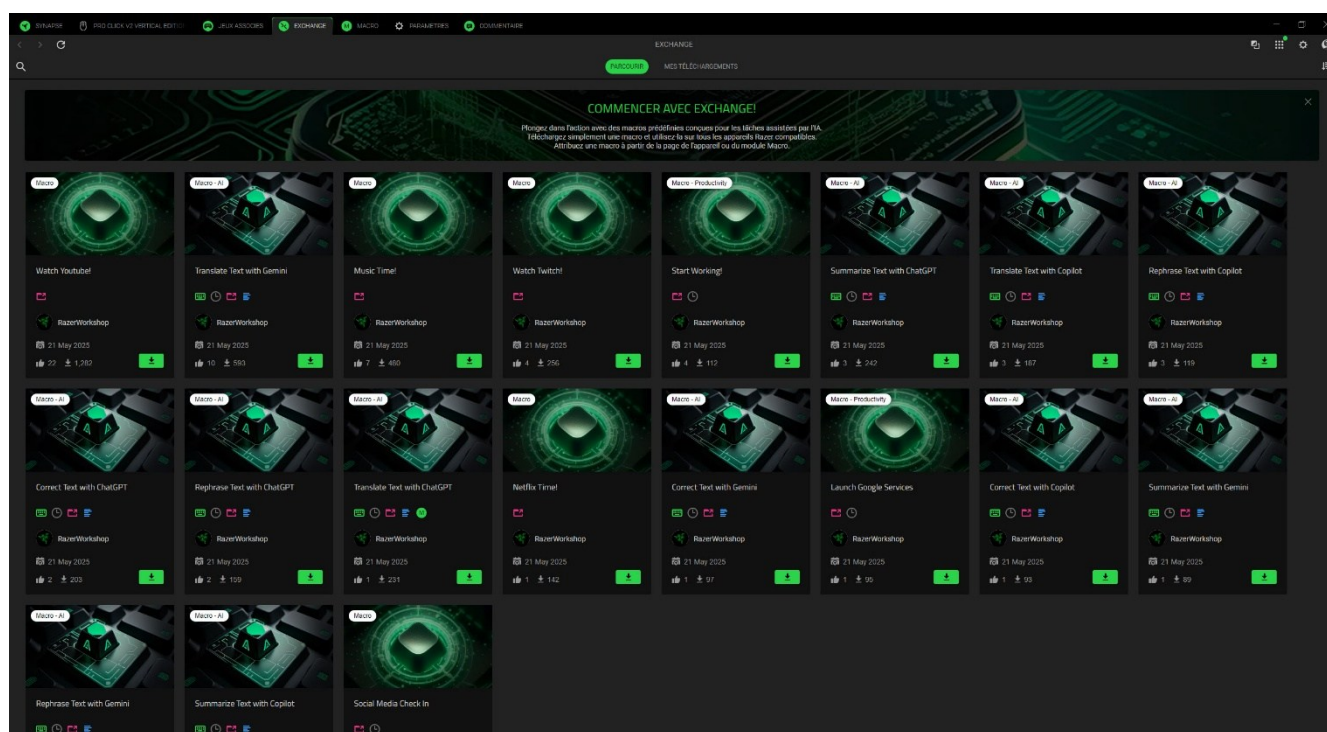 SYNAPSE PRO CLICK V2 VERTICAL EDITI JEUX ASSOCIÉS EXCHANGE MACRO PARAMÈTRES COMMENTAIRE
EXCHANGE
PARCOURIR MES TÉLÉCHARGEMENTS
COMMENCER AVEC EXCHANGE!
Plongez dans l'action avec des macros prédéfinies conçues pour les tâches assistées par l'IA.
Téléchargez simplement une macro et utilisez-la sur tous les appareils Razer compatibles.
Attribuez une macro à partir de la page de l'appareil ou du module Macro.
Macro Macro - AI Macro Macro Macro - Productivity Macro - AI Macro - AI Macro - AI
Watch Youtube! Translate Text with Gemini Music Time! Watch Twitch! Start Working! Summarize Text with ChatGPT Translate Text with Copilot Rephrase Text with Copilot
RazerWorkshop RazerWorkshop RazerWorkshop RazerWorkshop RazerWorkshop RazerWorkshop RazerWorkshop RazerWorkshop
21 May 2025 21 May 2025 21 May 2025 21 May 2025 21 May 2025 21 May 2025 21 May 2025 21 May 2025
22 1,282 10 590 7 480 4 256 4 112 3 242 3 187 3 119
Macro - AI Macro - AI Macro - AI Macro Macro - AI Macro - Productivity Macro - AI Macro - AI
Correct Text with ChatGPT Rephrase Text with ChatGPT Translate Text with ChatGPT Netflix Time! Correct Text with Gemini Launch Google Services Correct Text with Copilot Summarize Text with Gemini
RazerWorkshop RazerWorkshop RazerWorkshop RazerWorkshop RazerWorkshop RazerWorkshop RazerWorkshop RazerWorkshop
21 May 2025 21 May 2025 21 May 2025 21 May 2025 21 May 2025 21 May 2025 21 May 2025 21 May 2025
2 203 2 159 1 231 1 142 1 97 1 95 1 93 1 89
Macro - AI Macro - AI Macro
Rephrase Text with Gemini Summarize Text with Copilot Social Media Check In